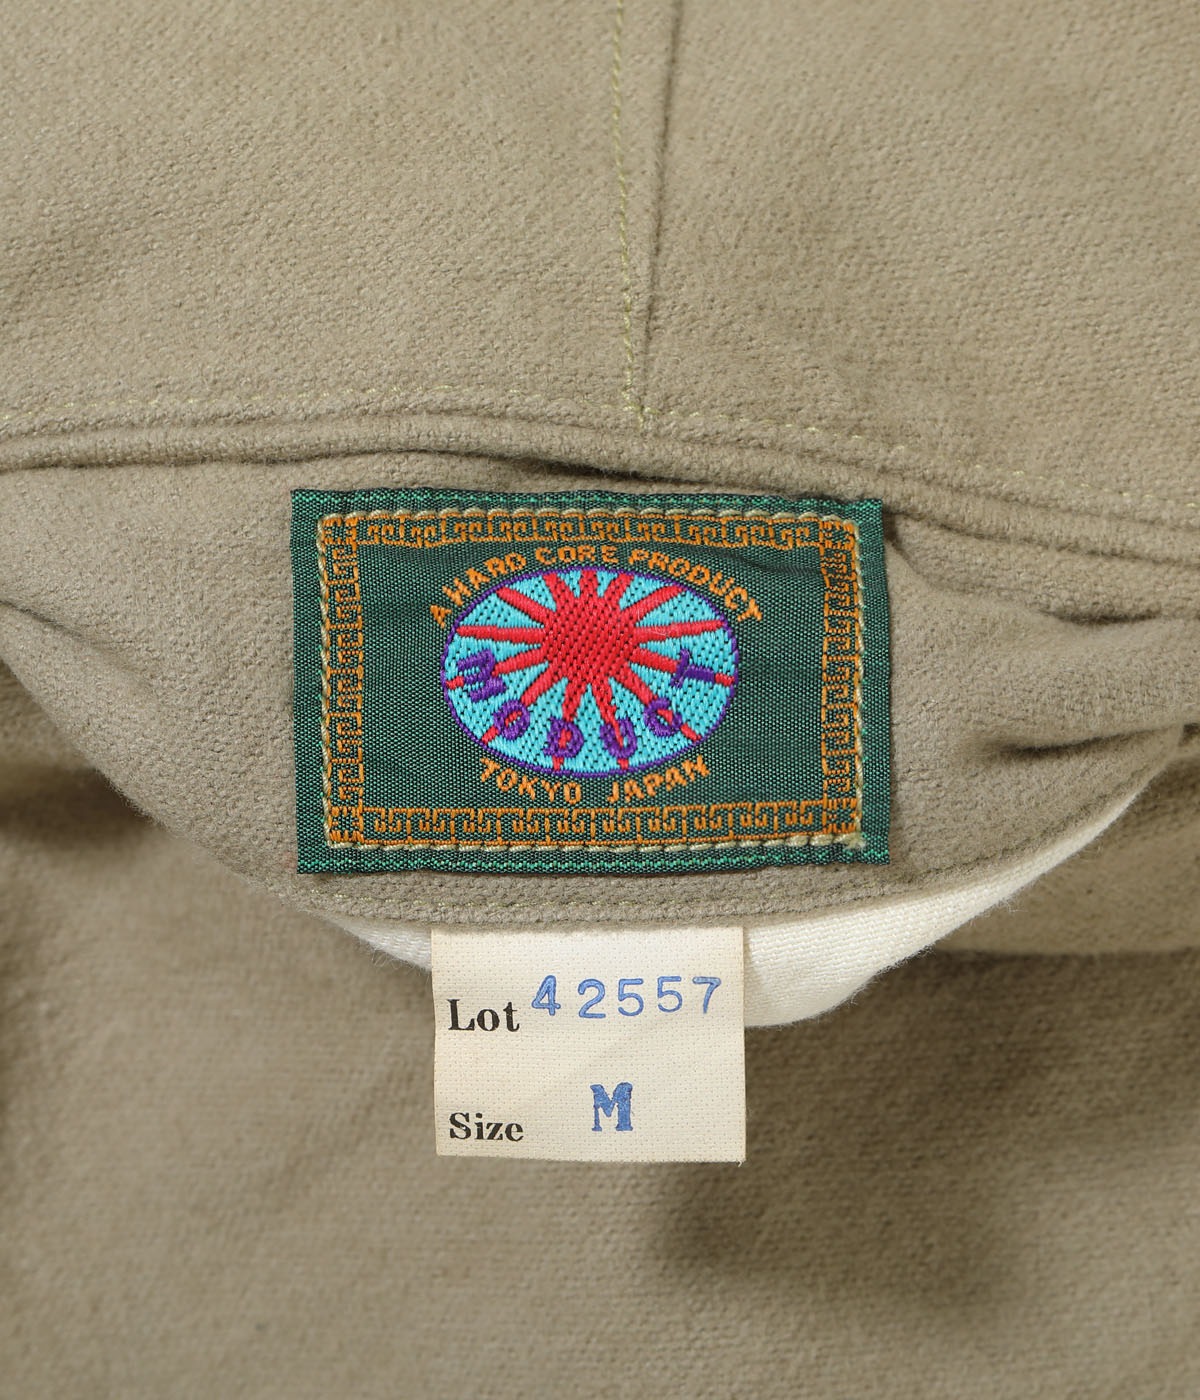 A HARD CORE PRODUCT
MODUCT
TOKYO JAPAN
Lot 42557
Size M